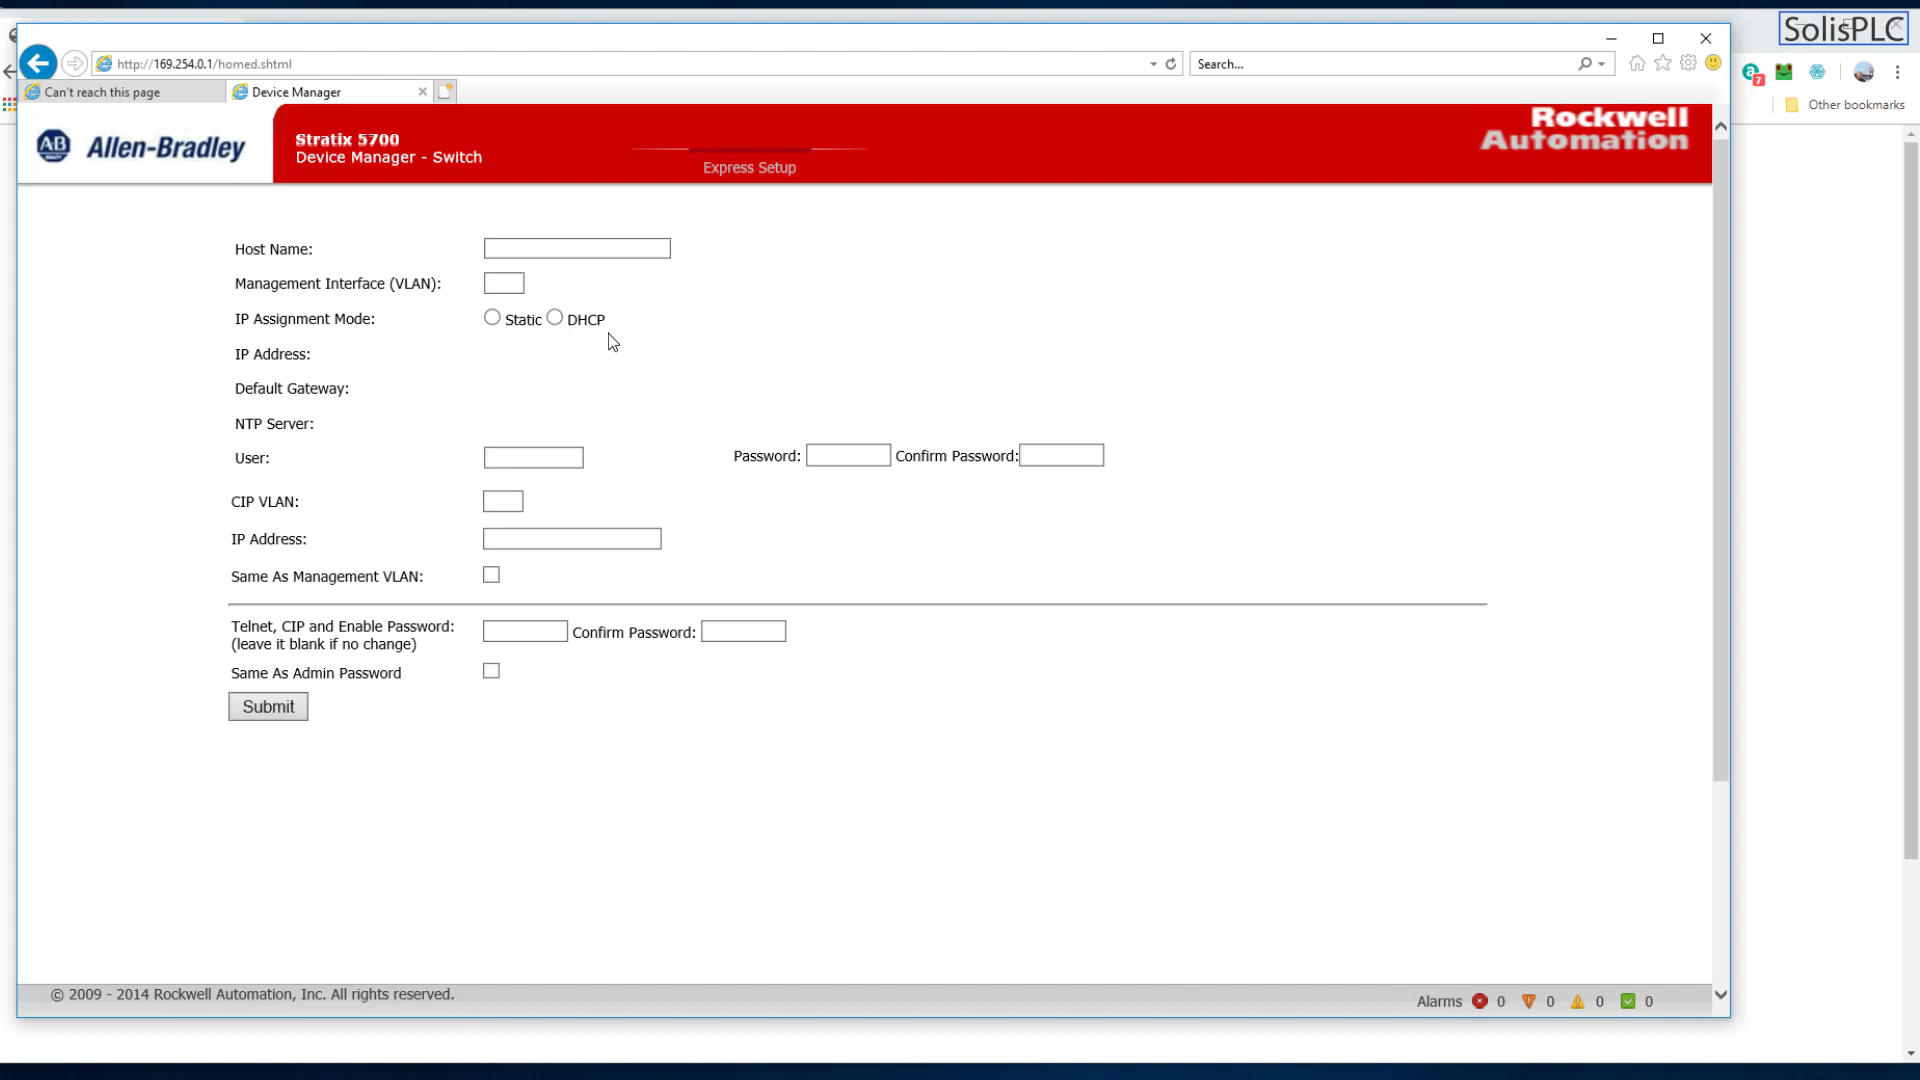 SolisPLC
http://169.254.0.1/homed.shtml
Search...
Can't reach this page
Device Manager
7
Other bookmarks
AB
Allen-Bradley
Stratix 5700
Device Manager - Switch
Express Setup
Rockwell
Automation
Host Name:
Management Interface (VLAN):
IP Assignment Mode:
Static
DHCP
IP Address:
Default Gateway:
NTP Server:
User:
Password:
Confirm Password:
CIP VLAN:
IP Address:
Same As Management VLAN:
Telnet, CIP and Enable Password:
(leave it blank if no change)
Confirm Password:
Same As Admin Password
Submit
© 2009 - 2014 Rockwell Automation, Inc. All rights reserved.
Alarms 0 0 0 0